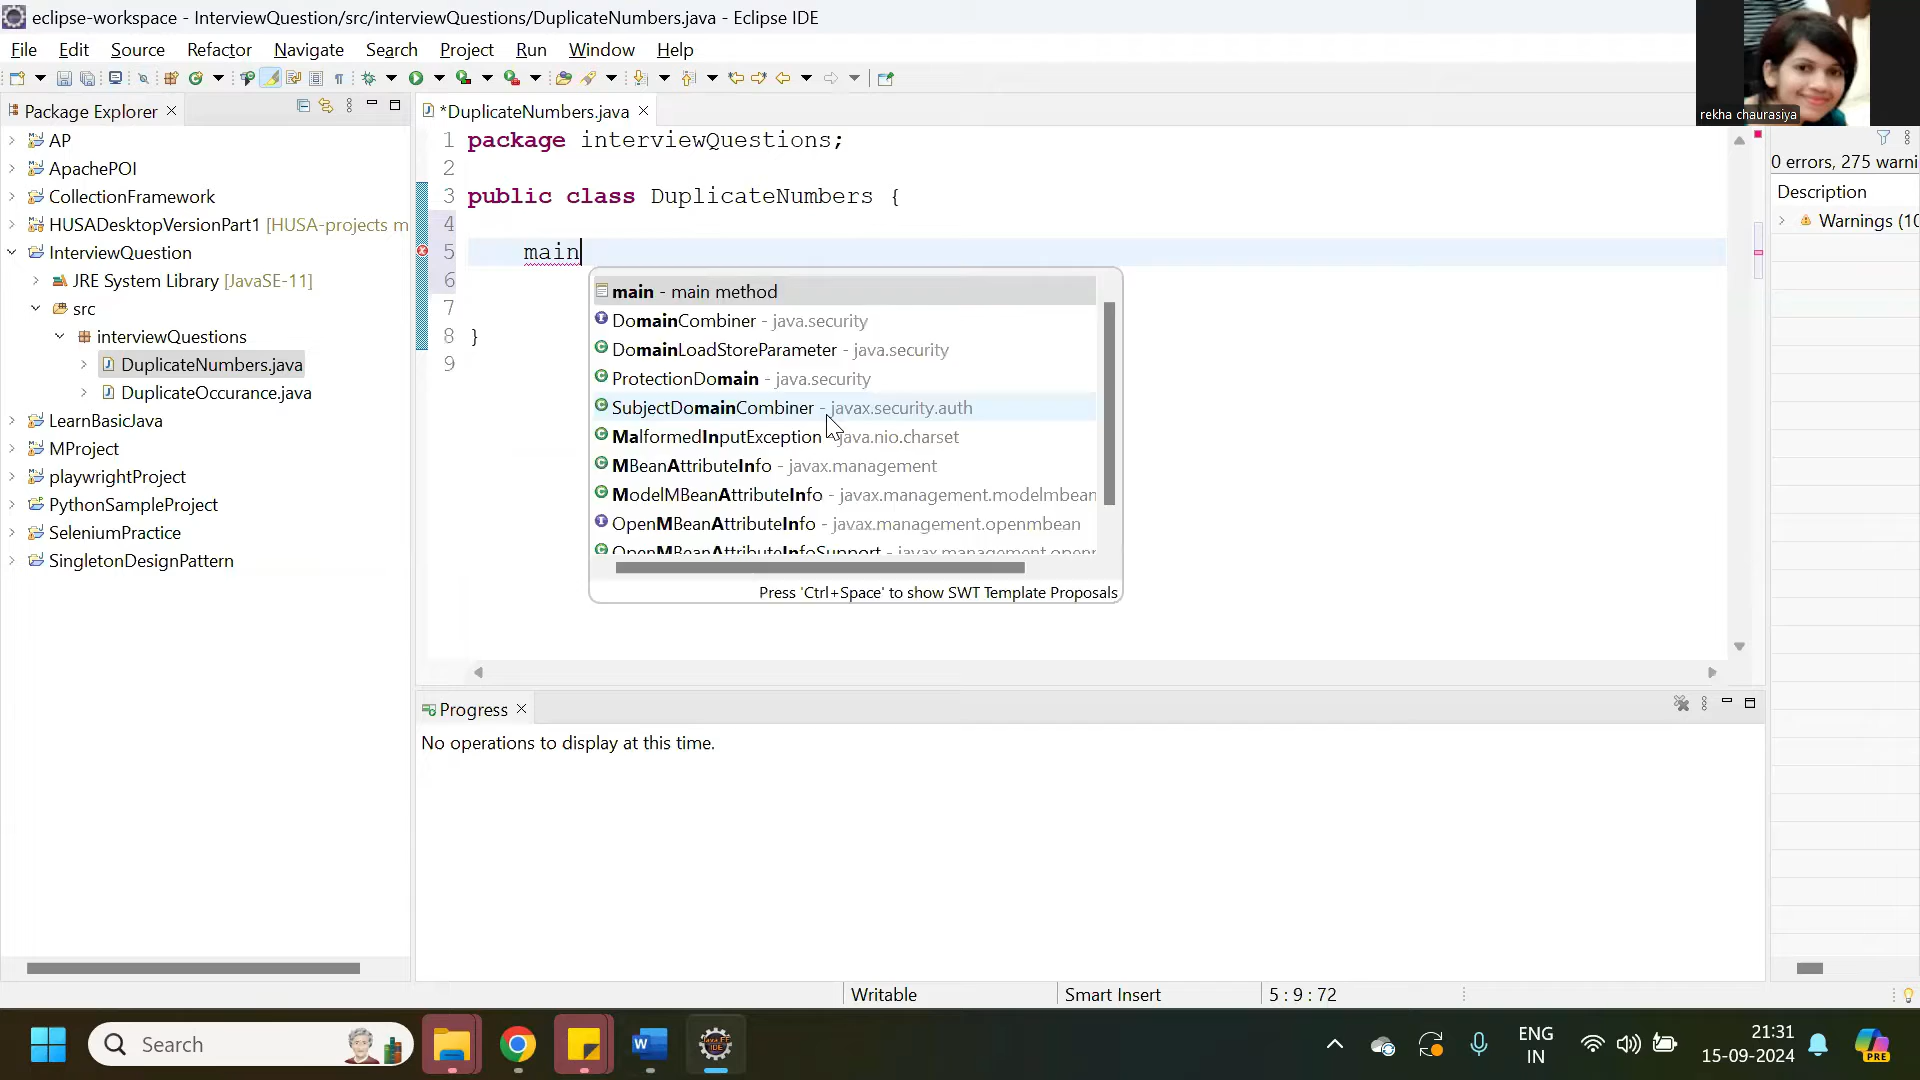 eclipse-workspace - InterviewQuestion/src/interviewQuestions/DuplicateNumbers.java - Eclipse IDE
File Edit Source Refactor Navigate Search Project Run Window Help
rekha chaurasiya
Package Explorer
AP
ApachePOI
CollectionFramework
HUSADesktopVersionPart1 [HUSA-projects m
InterviewQuestion
JRE System Library [JavaSE-11]
src
interviewQuestions
DuplicateNumbers.java
DuplicateOccurance.java
LearnBasicJava
MProject
playwrightProject
PythonSampleProject
SeleniumPractice
SingletonDesignPattern
*DuplicateNumbers.java
1 package interviewQuestions;
2
3 public class DuplicateNumbers {
4
5 main
6
7
8 }
9
main - main method
DomainCombiner - java.security
DomainLoadStoreParameter - java.security
ProtectionDomain - java.security
SubjectDomainCombiner - javax.security.auth
MalformedInputException - java.nio.charset
MBeanAttributeInfo - javax.management
ModelMBeanAttributeInfo - javax.management.modelmbean
OpenMBeanAttributeInfo - javax.management.openmbean
OpenMBeanAttributeInfoSupport - javax.management.openm
Press 'Ctrl+Space' to show SWT Template Proposals
0 errors, 275 warni
Description
Warnings (10
Progress
No operations to display at this time.
Writable
Smart Insert
5 : 9 : 72
Search
ENG
IN
21:31
15-09-2024
PRE